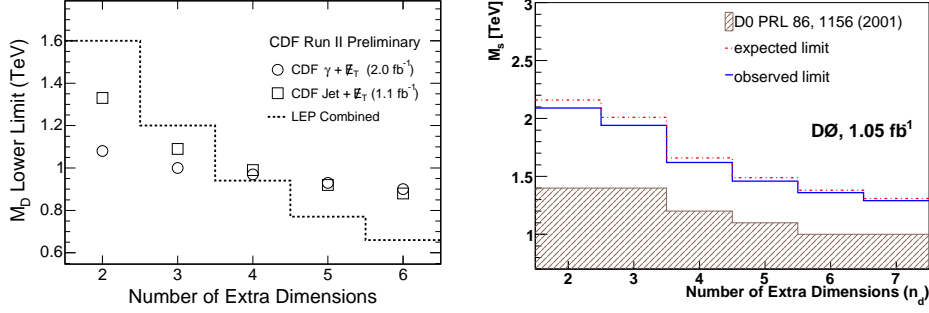 M_D Lower Limit (TeV)
1.6
1.4
1.2
1
0.8
0.6
2 3 4 5 6
Number of Extra Dimensions
CDF Run II Preliminary
CDF γ + E̸_T (2.0 fb⁻¹)
CDF Jet + E̸_T (1.1 fb⁻¹)
LEP Combined
M_s [TeV]
3
2.5
2
1.5
1
2 3 4 5 6 7
Number of Extra Dimensions (n_d)
D0 PRL 86, 1156 (2001)
expected limit
observed limit
DØ, 1.05 fb¹